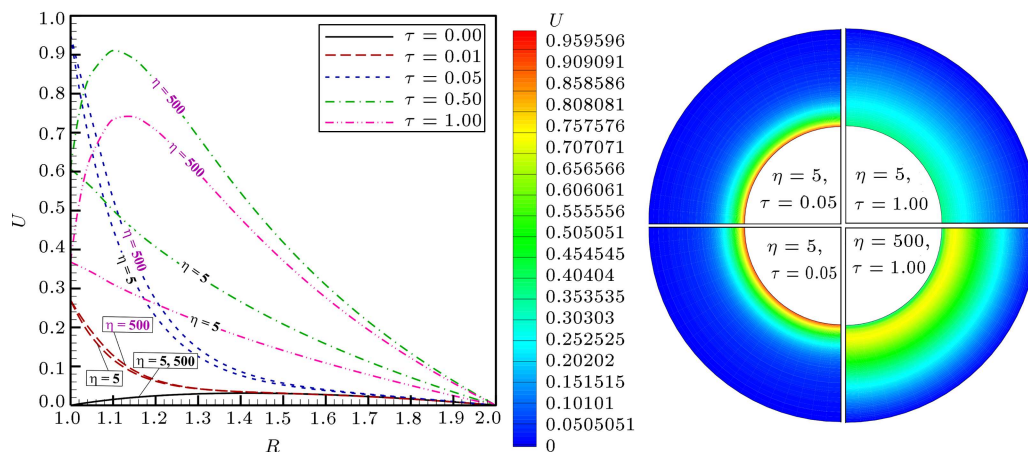 1.0
0.9
0.8
0.7
0.6
0.5
0.4
0.3
0.2
0.1
0.0
U
1.0 1.1 1.2 1.3 1.4 1.5 1.6 1.7 1.8 1.9 2.0
R
τ = 0.00
τ = 0.01
τ = 0.05
τ = 0.50
τ = 1.00
η = 500
η = 500
η = 500
η = 5
η = 5
η = 5
η = 500
η = 5
η = 5, 500
U
0.959596
0.909091
0.858586
0.808081
0.757576
0.707071
0.656566
0.606061
0.555556
0.505051
0.454545
0.40404
0.353535
0.30303
0.252525
0.20202
0.151515
0.10101
0.0505051
0
η = 5,
τ = 0.05
η = 5,
τ = 1.00
η = 5,
τ = 0.05
η = 500,
τ = 1.00